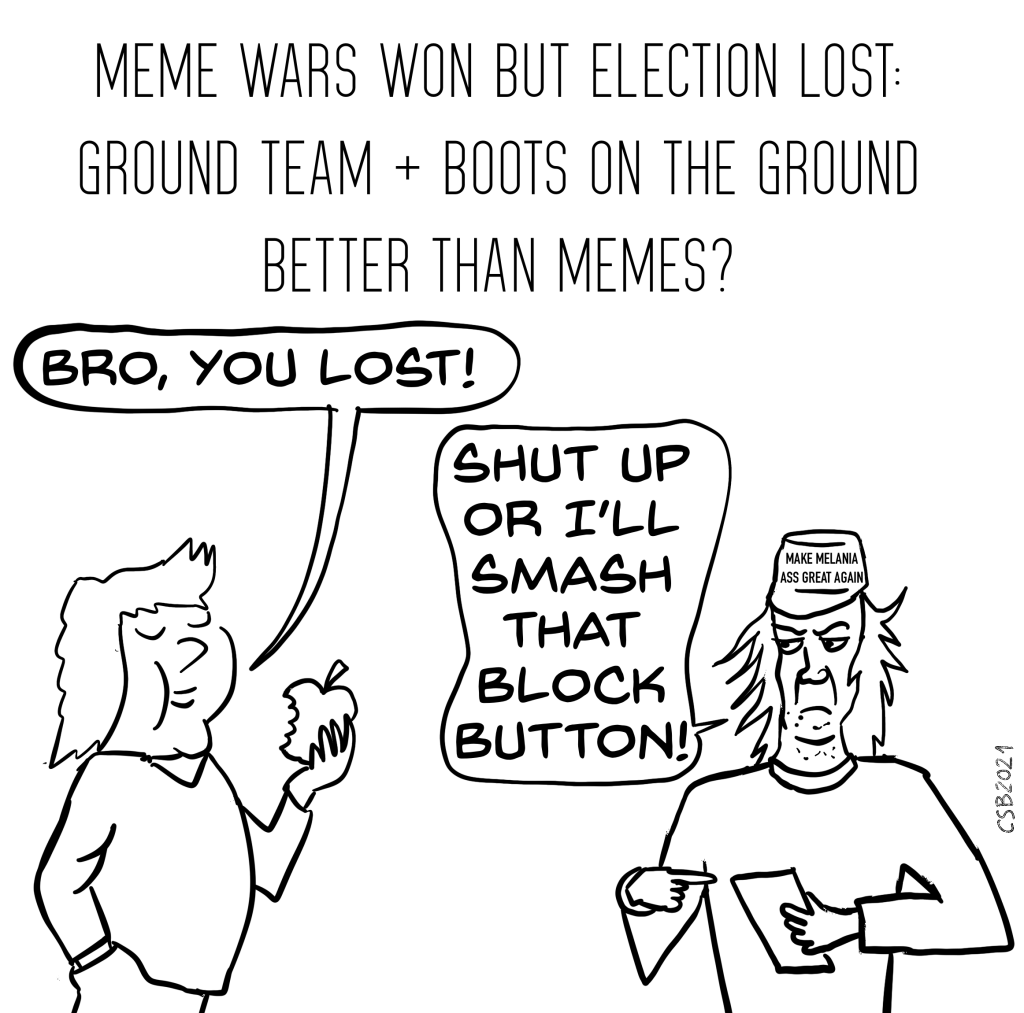 MEME WARS WON BUT ELECTION LOST:
GROUND TEAM + BOOTS ON THE GROUND
BETTER THAN MEMES?
BRO, YOU LOST!
SHUT UP
OR I'LL
SMASH
THAT
BLOCK
BUTTON!
MAKE MELANIA
ASS GREAT AGAIN
CSB2021